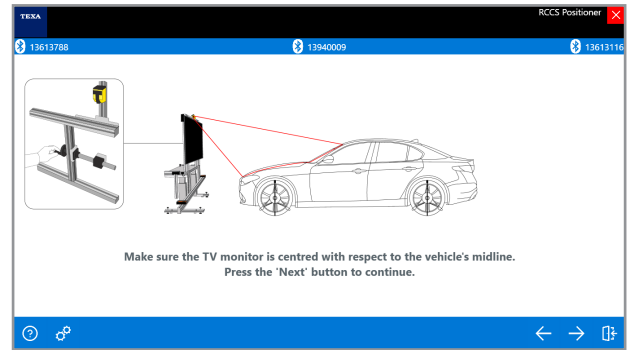 TEXA
RCCS Positioner
13613788
13940009
13613116
Make sure the TV monitor is centred with respect to the vehicle's midline.
Press the 'Next' button to continue.